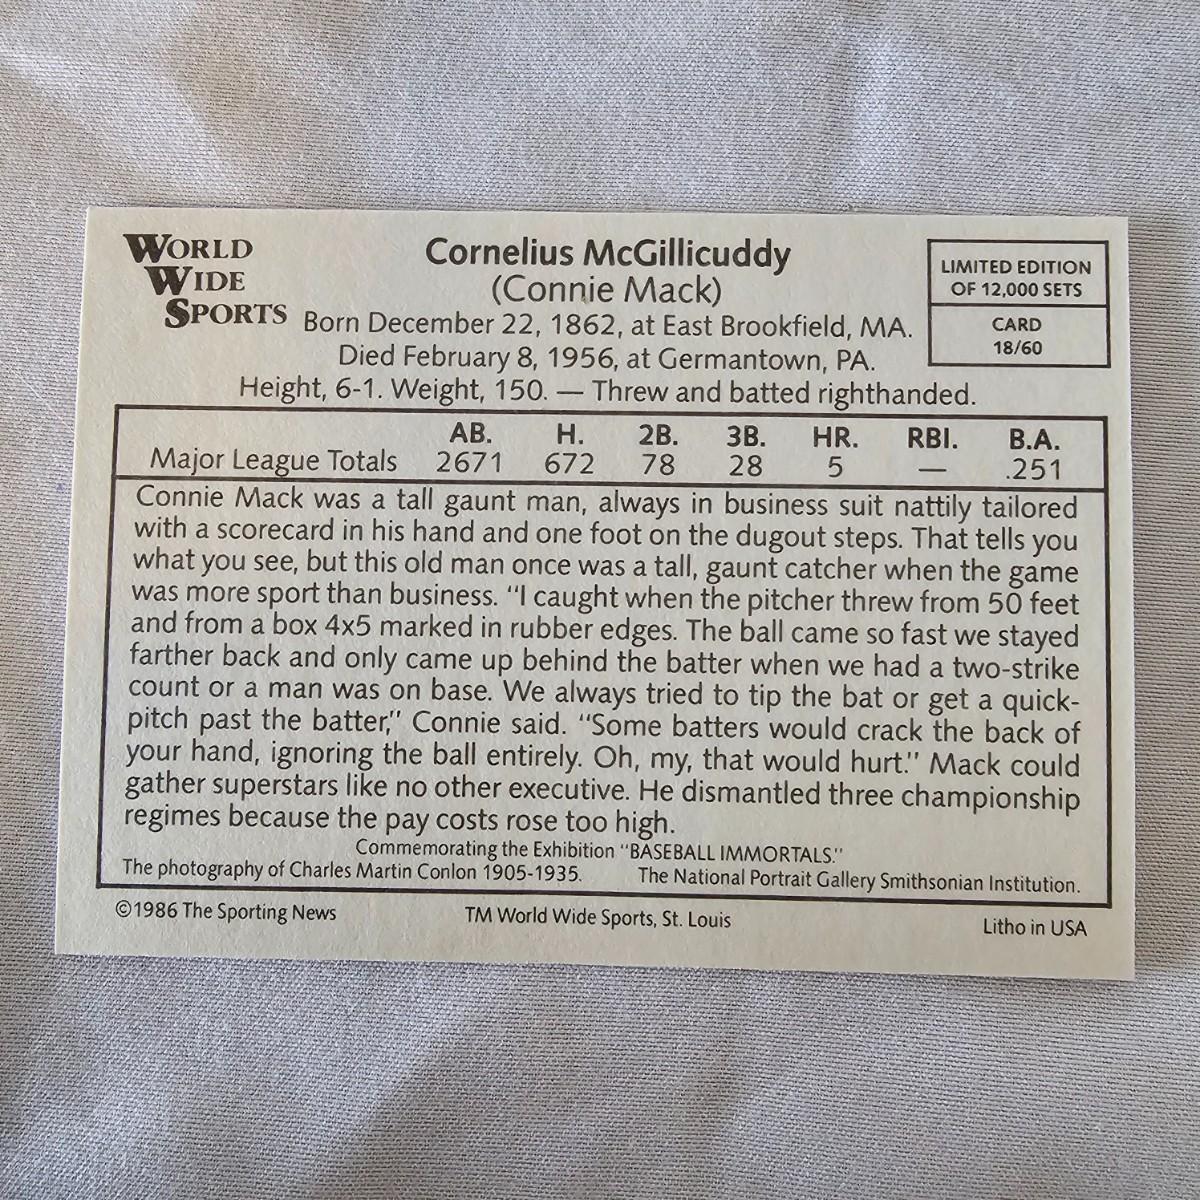 WORLD
WIDE
SPORTS
Cornelius McGillicuddy
(Connie Mack)
Born December 22, 1862, at East Brookfield, MA.
Died February 8, 1956, at Germantown, PA.
Height, 6-1. Weight, 150. — Threw and batted righthanded.
LIMITED EDITION
OF 12,000 SETS
CARD
18/60
AB. H. 2B. 3B. HR. RBI. B.A.
Major League Totals 2671 672 78 28 5 — .251
Connie Mack was a tall gaunt man, always in business suit nattily tailored
with a scorecard in his hand and one foot on the dugout steps. That tells you
what you see, but this old man once was a tall, gaunt catcher when the game
was more sport than business. "I caught when the pitcher threw from 50 feet
and from a box 4x5 marked in rubber edges. The ball came so fast we stayed
farther back and only came up behind the batter when we had a two-strike
count or a man was on base. We always tried to tip the bat or get a quick-
pitch past the batter," Connie said. "Some batters would crack the back of
your hand, ignoring the ball entirely. Oh, my, that would hurt." Mack could
gather superstars like no other executive. He dismantled three championship
regimes because the pay costs rose too high.
Commemorating the Exhibition "BASEBALL IMMORTALS."
The photography of Charles Martin Conlon 1905-1935. The National Portrait Gallery Smithsonian Institution.
©1986 The Sporting News TM World Wide Sports, St. Louis Litho in USA